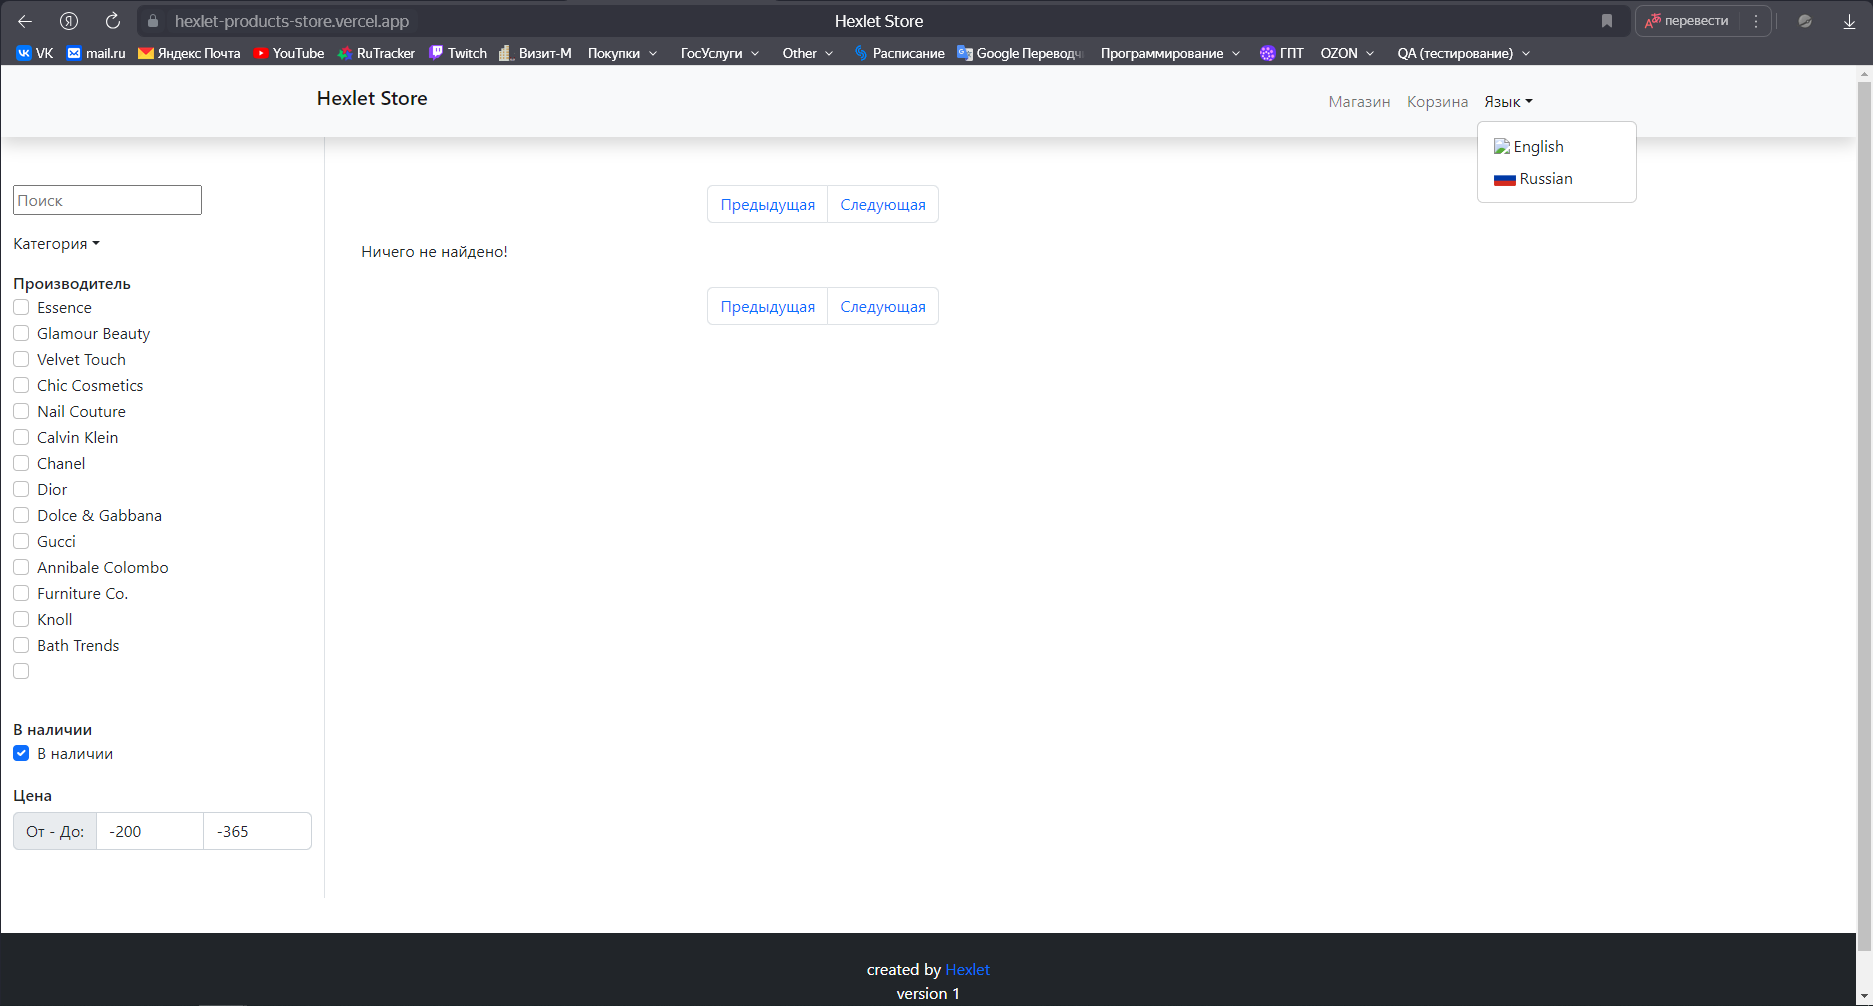 hexlet-products-store.vercel.app
Hexlet Store
перевести
VK
mail.ru
Яндекс Почта
YouTube
RuTracker
Twitch
Визит-М
Покупки
ГосУслуги
Other
Расписание
Google Переводч
Программирование
ГПТ
OZON
QA (тестирование)
Hexlet Store
Магазин
Корзина
Язык
English
Russian
Поиск
Категория
Производитель
Essence
Glamour Beauty
Velvet Touch
Chic Cosmetics
Nail Couture
Calvin Klein
Chanel
Dior
Dolce & Gabbana
Gucci
Annibale Colombo
Furniture Co.
Knoll
Bath Trends
В наличии
В наличии
Цена
От - До:
-200
-365
Предыдущая
Следующая
Ничего не найдено!
Предыдущая
Следующая
created by Hexlet
version 1